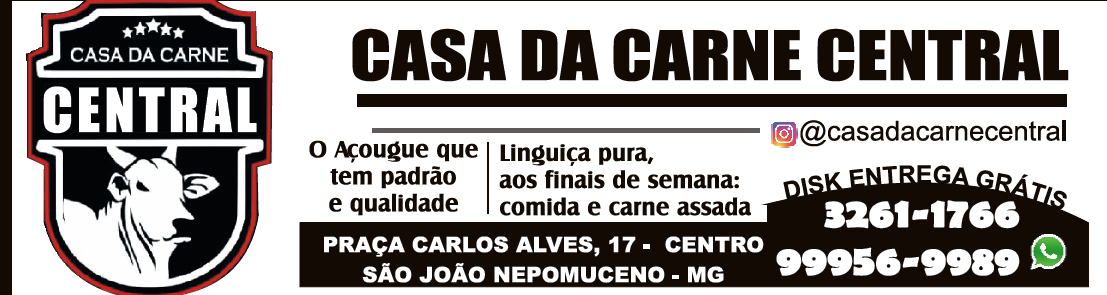 CASA DA CARNE
CENTRAL
CASA DA CARNE CENTRAL
@casadacarnecentral
O Açougue que
tem padrão
e qualidade
Linguiça pura,
aos finais de semana:
comida e carne assada
DISK ENTREGA GRÁTIS
3261-1766
99956-9989
PRAÇA CARLOS ALVES, 17 - CENTRO
SÃO JOÃO NEPOMUCENO - MG